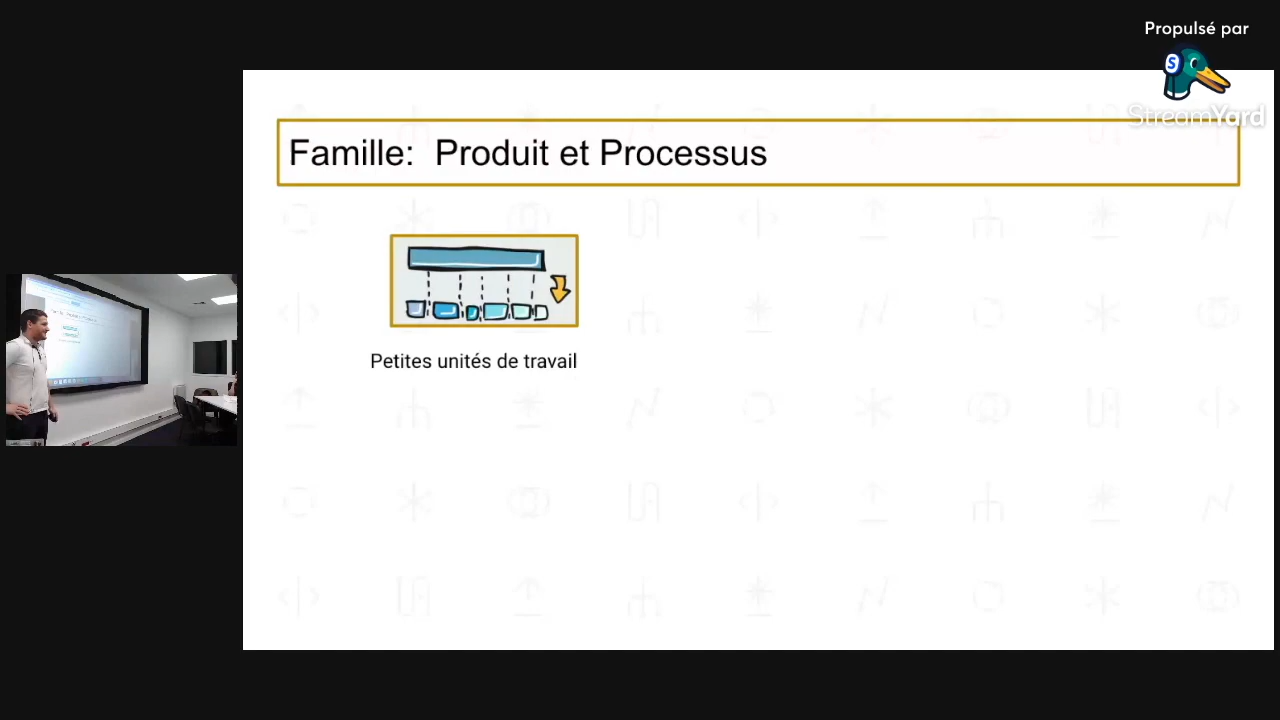 Propulsé par
StreamYard
Famille: Produit et Processus
Petites unités de travail